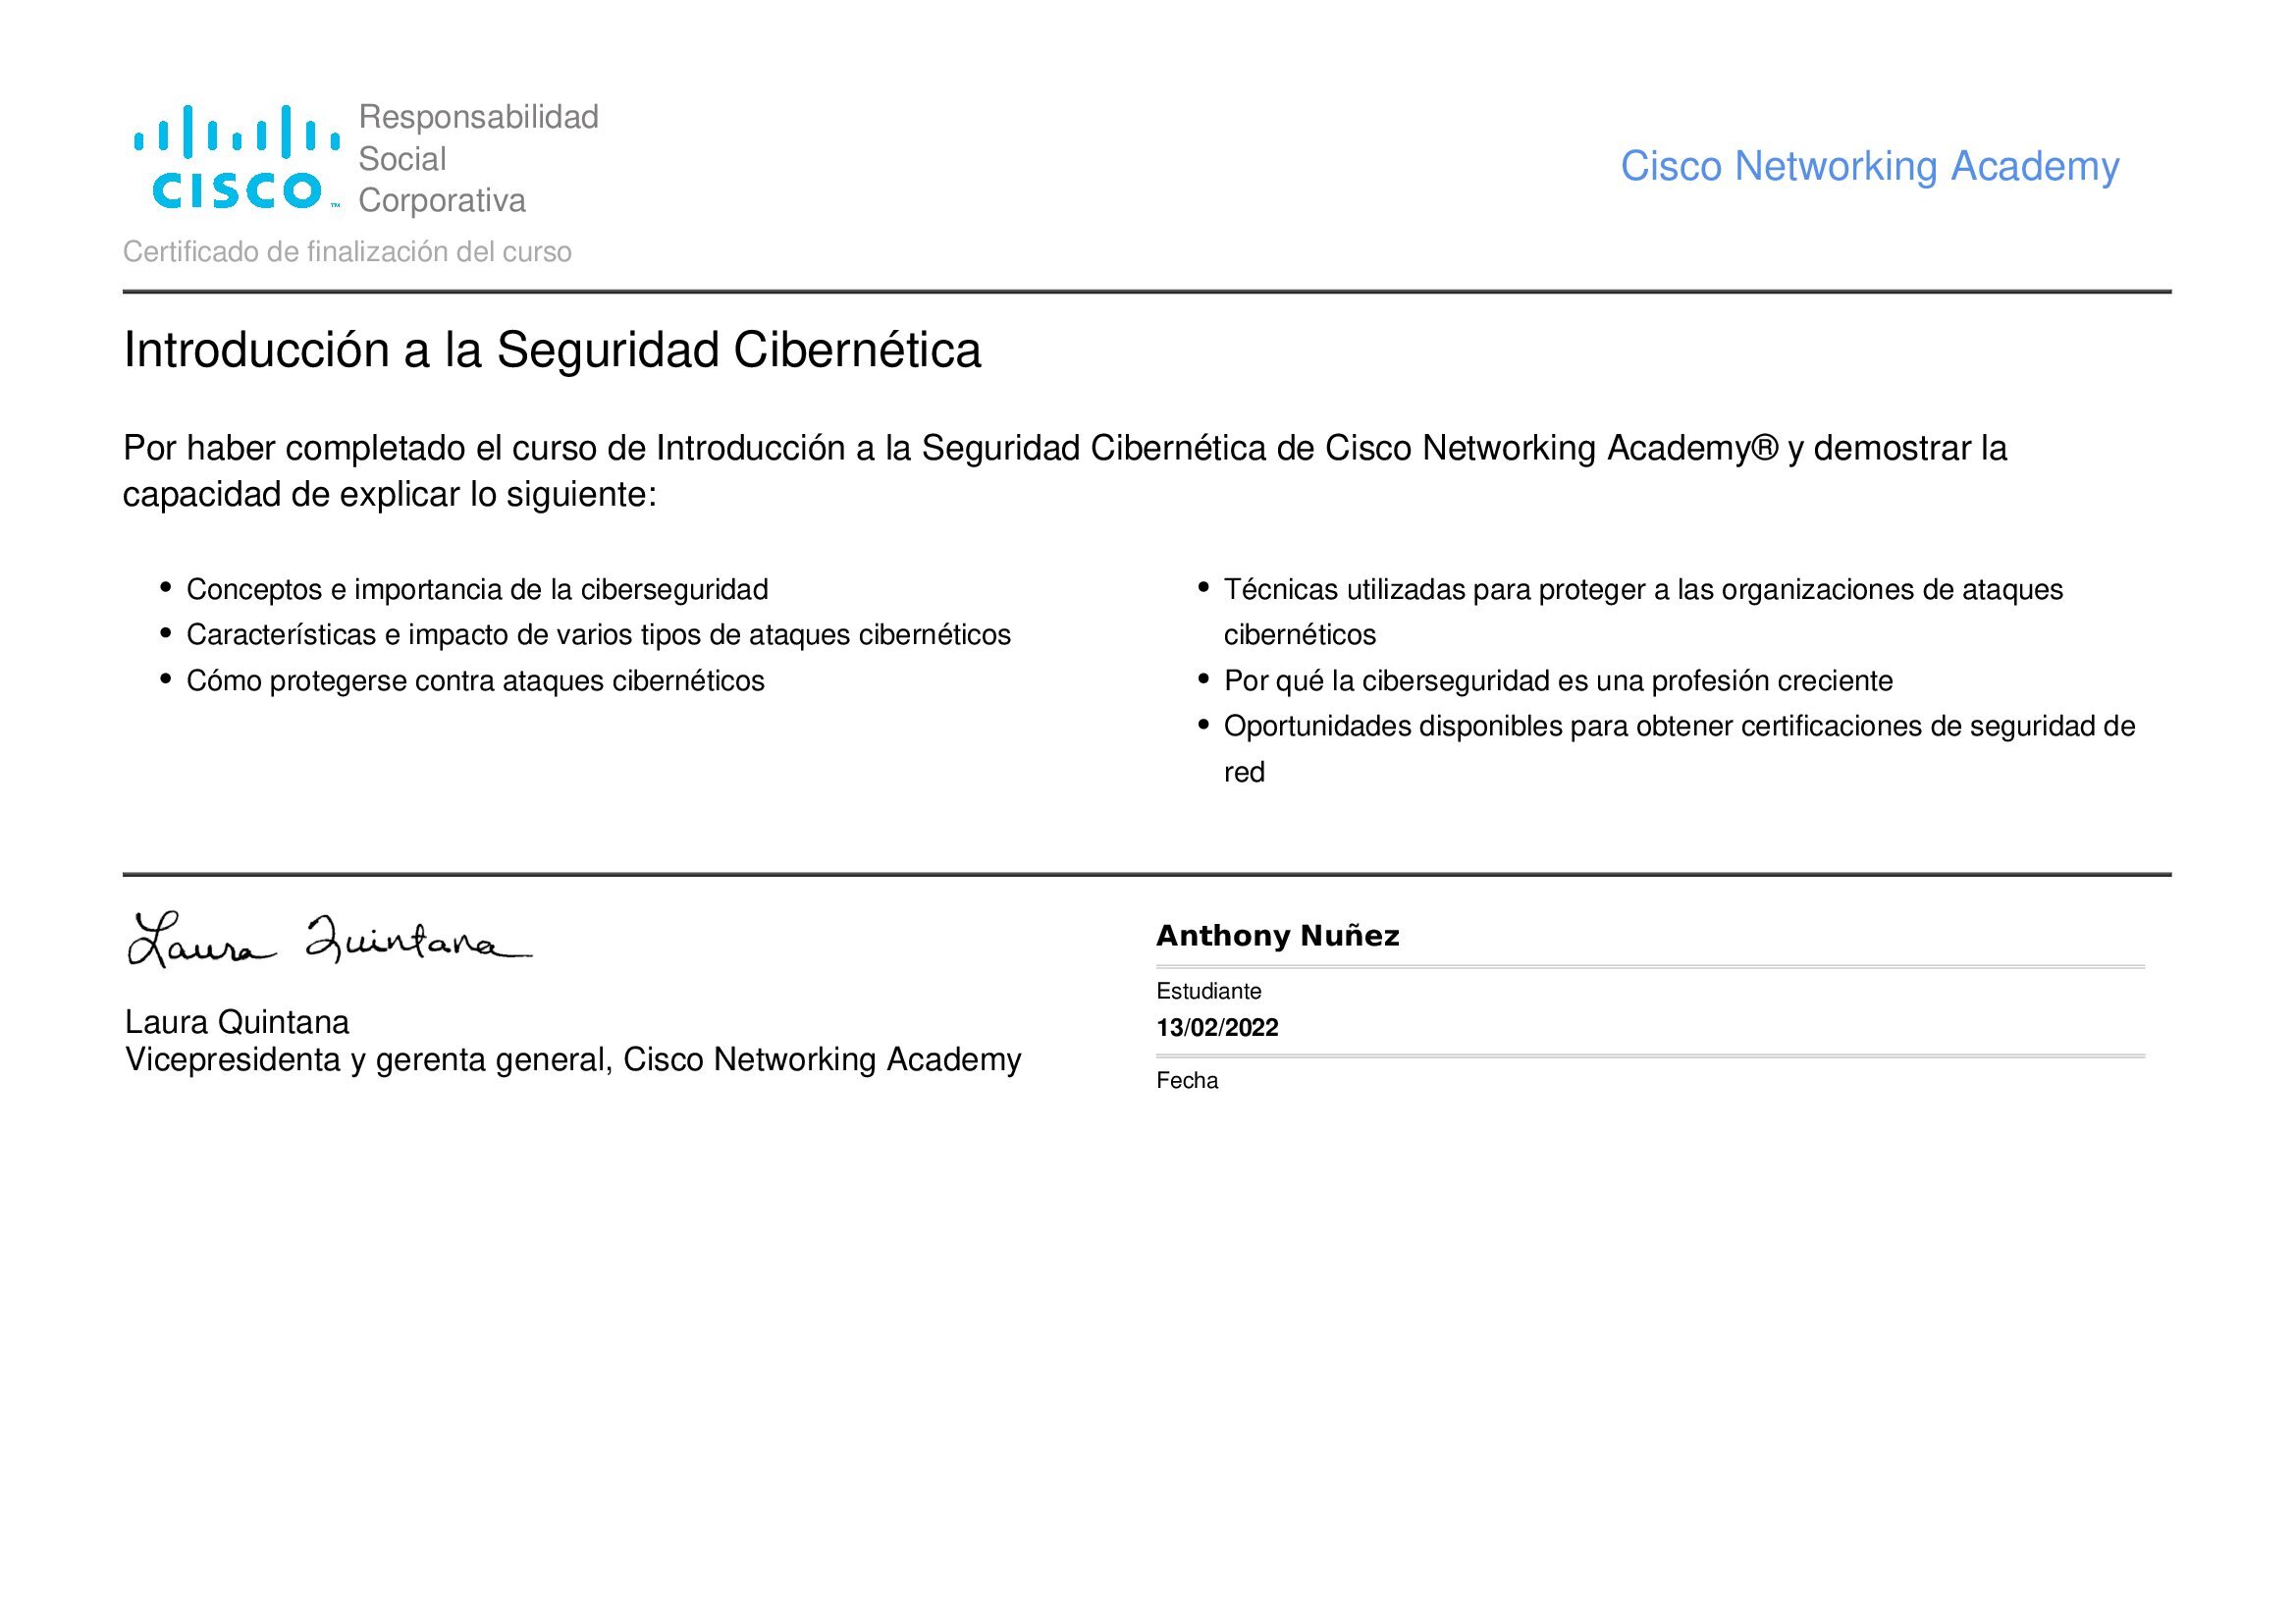 Responsabilidad
Social
Corporativa
CISCO™
Cisco Networking Academy
Certificado de finalización del curso
Introducción a la Seguridad Cibernética
Por haber completado el curso de Introducción a la Seguridad Cibernética de Cisco Networking Academy® y demostrar la
capacidad de explicar lo siguiente:
• Conceptos e importancia de la ciberseguridad
• Características e impacto de varios tipos de ataques cibernéticos
• Cómo protegerse contra ataques cibernéticos
• Técnicas utilizadas para proteger a las organizaciones de ataques
cibernéticos
• Por qué la ciberseguridad es una profesión creciente
• Oportunidades disponibles para obtener certificaciones de seguridad de
red
Laura Quintana
Laura Quintana
Vicepresidenta y gerenta general, Cisco Networking Academy
Anthony Nuñez
Estudiante
13/02/2022
Fecha